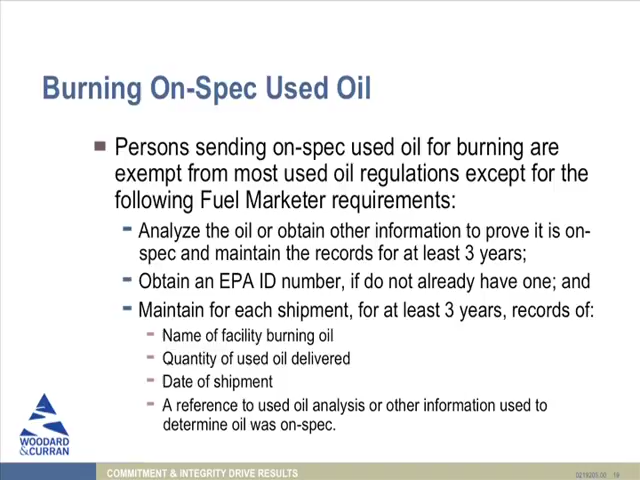 Burning On-Spec Used Oil
Persons sending on-spec used oil for burning are
exempt from most used oil regulations except for the
following Fuel Marketer requirements:
Analyze the oil or obtain other information to prove it is on-
spec and maintain the records for at least 3 years;
Obtain an EPA ID number, if do not already have one; and
Maintain for each shipment, for at least 3 years, records of:
Name of facility burning oil
Quantity of used oil delivered
Date of shipment
A reference to used oil analysis or other information used to
determine oil was on-spec.
WOODARD
&CURRAN
COMMITMENT & INTEGRITY DRIVE RESULTS
19